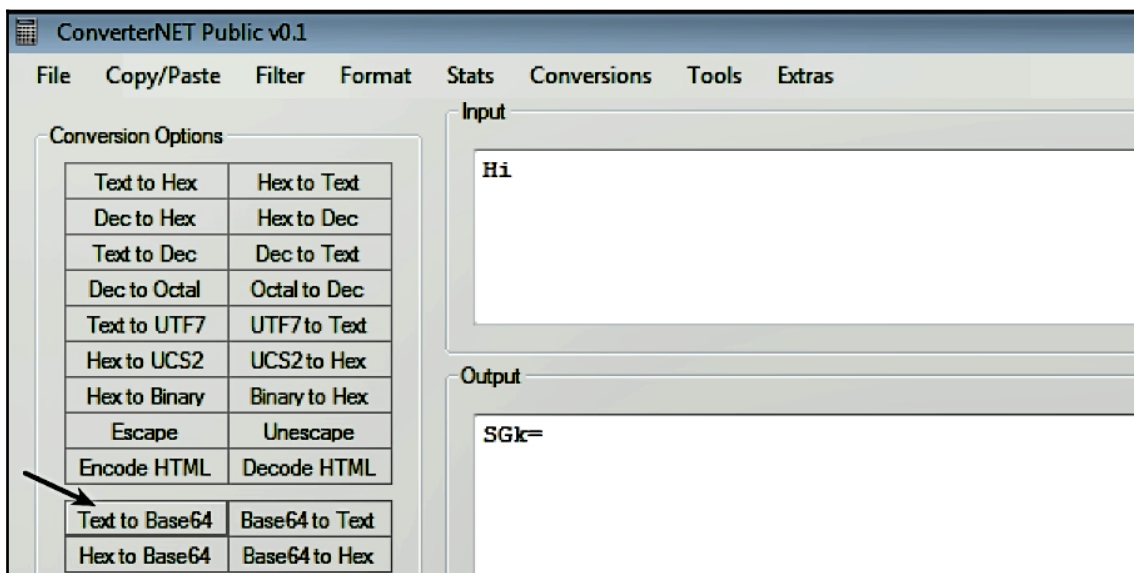 ConverterNET Public v0.1
File Copy/Paste Filter Format Stats Conversions Tools Extras
Conversion Options
Text to Hex Hex to Text
Dec to Hex Hex to Dec
Text to Dec Dec to Text
Dec to Octal Octal to Dec
Text to UTF7 UTF7 to Text
Hex to UCS2 UCS2 to Hex
Hex to Binary Binary to Hex
Escape Unescape
Encode HTML Decode HTML
Text to Base64 Base64 to Text
Hex to Base64 Base64 to Hex
Input
Hi
Output
SGk=